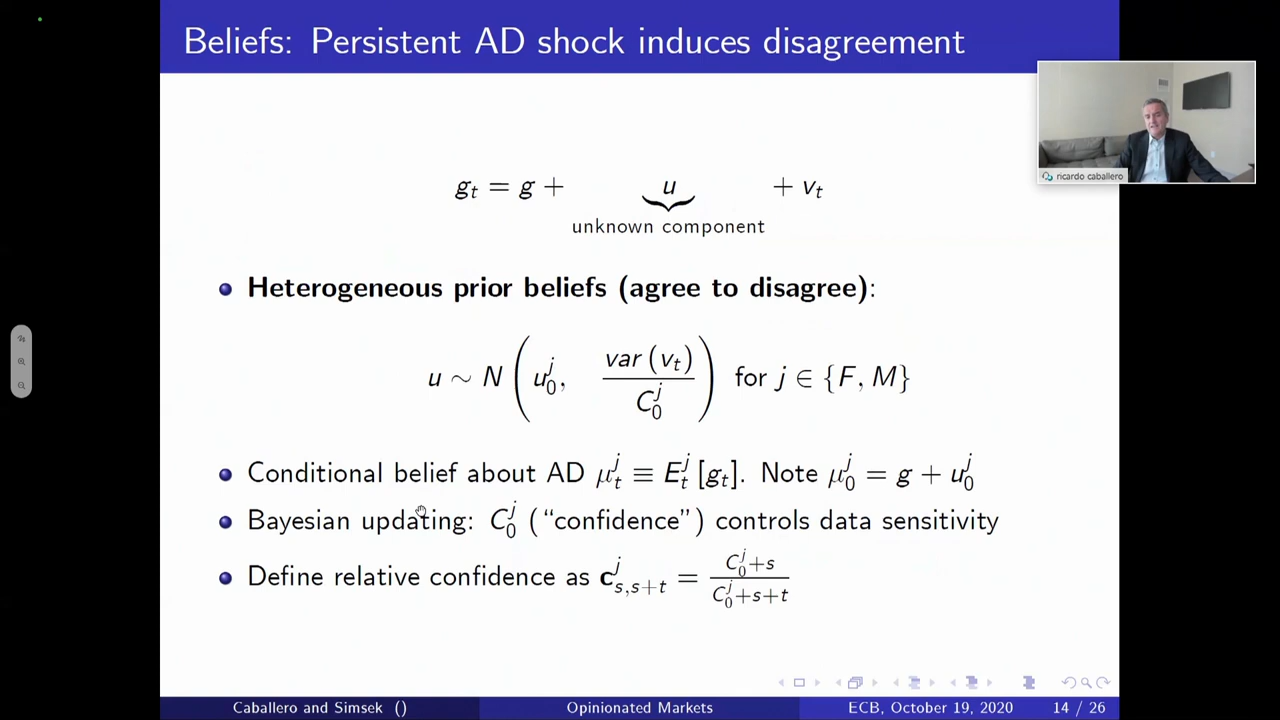 Beliefs: Persistent AD shock induces disagreement
ricardo caballero
g_t = g + u + v_t
unknown component
Heterogeneous prior beliefs (agree to disagree):
u ∼ N ( u_0^j, var (v_t) / C_0^j ) for j ∈ {F, M}
Conditional belief about AD μ_t^j ≡ E_t^j [g_t]. Note μ_0^j = g + u_0^j
Bayesian updating: C_0^j (“confidence”) controls data sensitivity
Define relative confidence as c_{s,s+t}^j = (C_0^j+s) / (C_0^j+s+t)
Caballero and Simsek () Opinionated Markets ECB, October 19, 2020 14 / 26